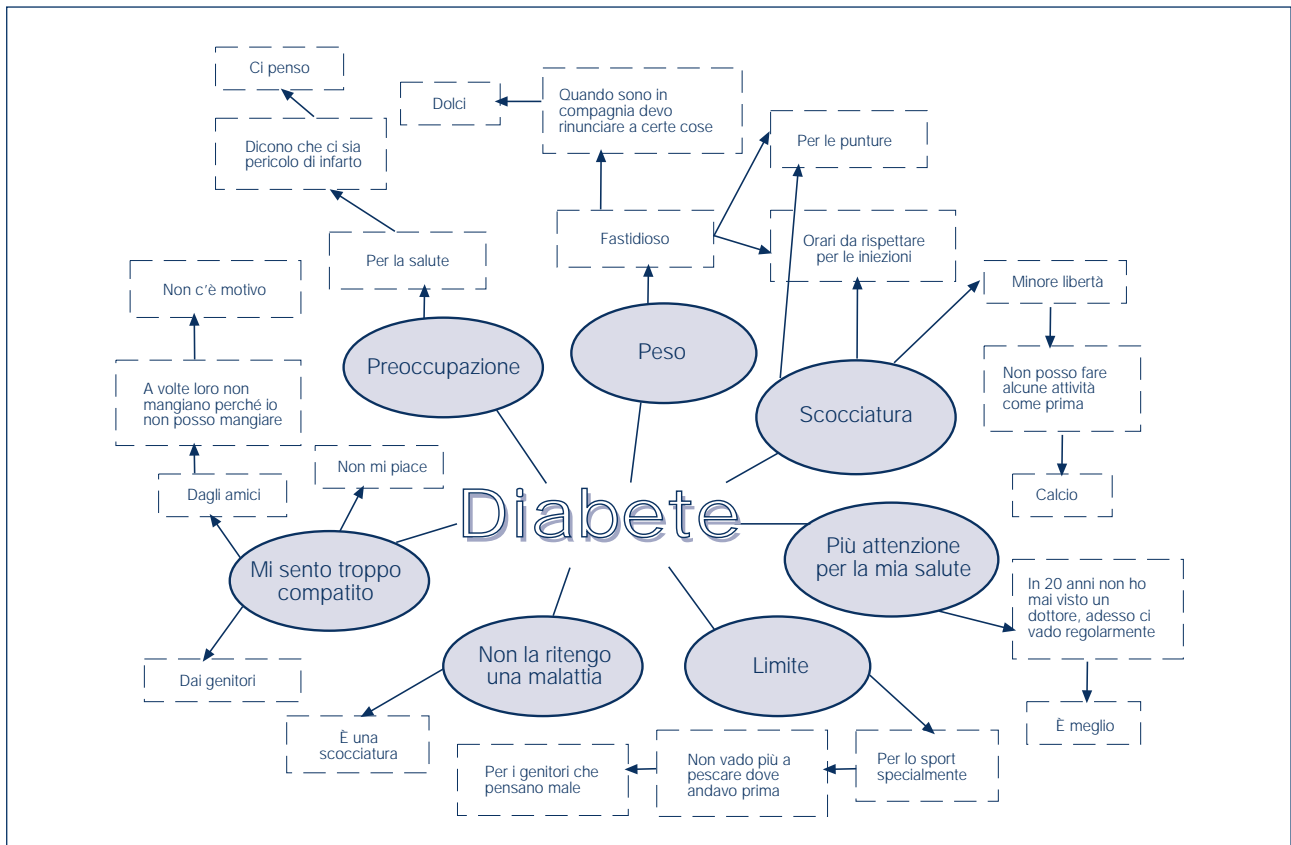 Ci penso
Dolci
Quando sono in
compagnia devo
rinunciare a certe cose
Dicono che ci sia
pericolo di infarto
Per le punture
Per la salute
Fastidioso
Orari da rispettare
per le iniezioni
Non c'è motivo
Minore libertà
Preoccupazione
Peso
Scocciatura
A volte loro non
mangiano perché io
non posso mangiare
Non posso fare
alcune attività
come prima
Non mi piace
Dagli amici
Calcio
Diabete
Mi sento troppo
compatito
Più attenzione
per la mia salute
In 20 anni non ho
mai visto un
dottore, adesso ci
vado regolarmente
Dai genitori
Non la ritengo
una malattia
Limite
È meglio
È una
scocciatura
Per i genitori che
pensano male
Non vado più a
pescare dove
andavo prima
Per lo sport
specialmente